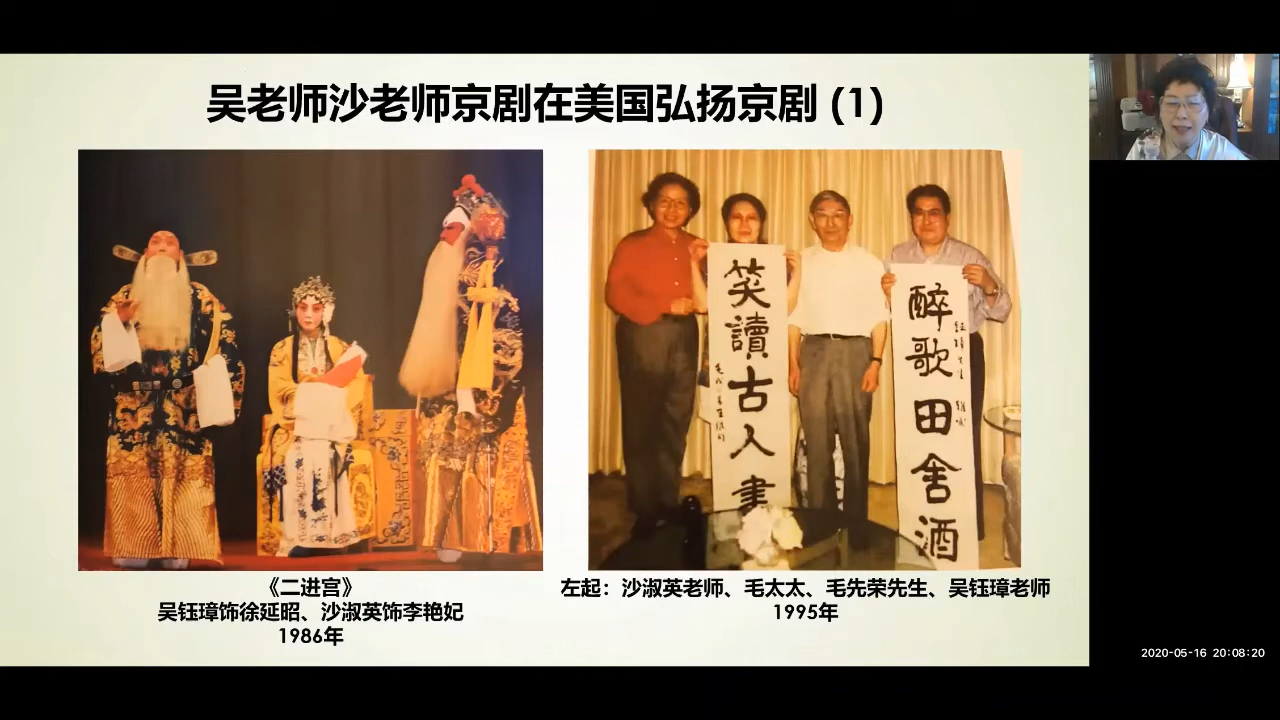 吴老师沙老师京剧在美国弘扬京剧 (1)
笑讀古人書
醉歌田舍酒
《二进宫》
吴钰璋饰徐延昭、沙淑英饰李艳妃
1986年
左起：沙淑英老师、毛太太、毛先荣先生、吴钰璋老师
1995年
2020-05-16 20:08:20